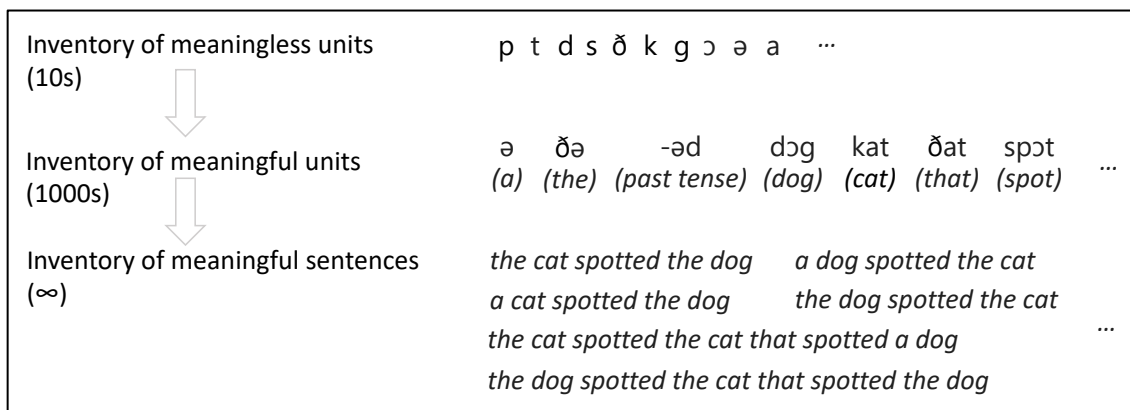 Inventory of meaningless units p t d s ð k ɡ ɔ ə a ...
(10s)
Inventory of meaningful units ə ðə -əd dɔɡ kat ðat spɔt
(1000s) (a) (the) (past tense) (dog) (cat) (that) (spot) ...
Inventory of meaningful sentences the cat spotted the dog a dog spotted the cat
(∞) a cat spotted the dog the dog spotted the cat
...
the cat spotted the cat that spotted a dog
the dog spotted the cat that spotted the dog